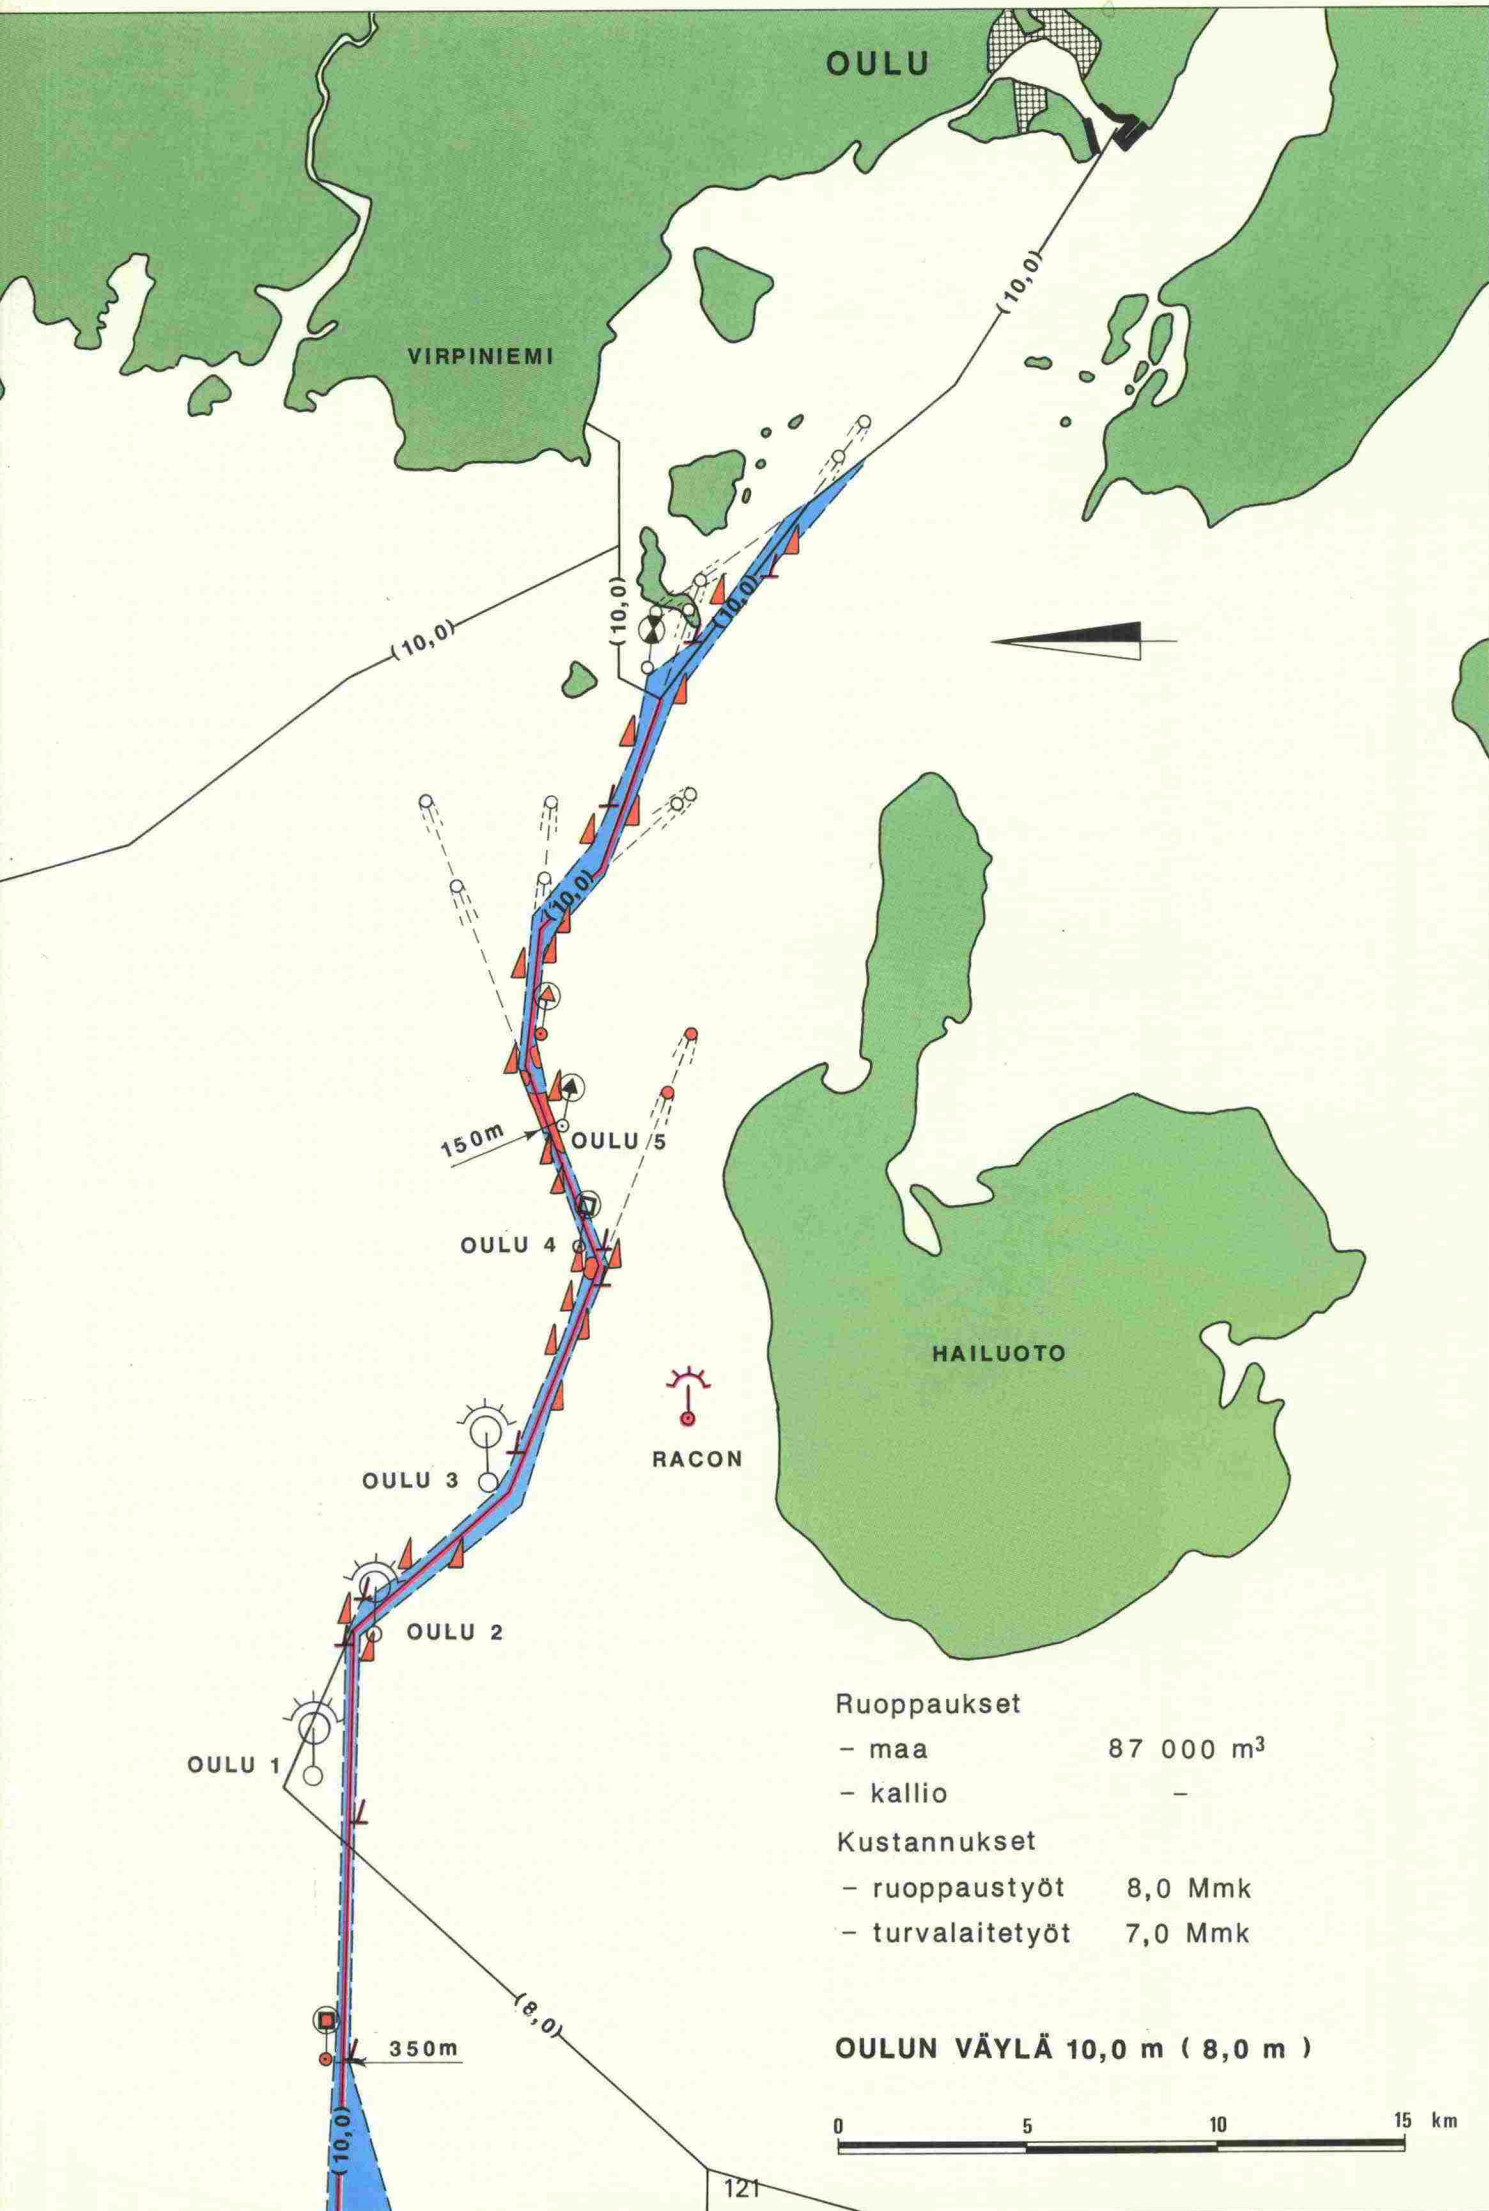 OULU
(10,0)
VIRPINIEMI
(10,0)
(10,0)
(10,0)
(10,0)
150m
OULU 5
OULU 4
HAILUOTO
RACON
OULU 3
OULU 2
OULU 1
Ruoppaukset
– maa 87 000 m³
– kallio –
Kustannukset
– ruoppaustyöt 8,0 Mmk
– turvalaitetyöt 7,0 Mmk
(8,0)
350m
OULUN VÄYLÄ 10,0 m ( 8,0 m )
(10,0)
0 5 10 15 km
121